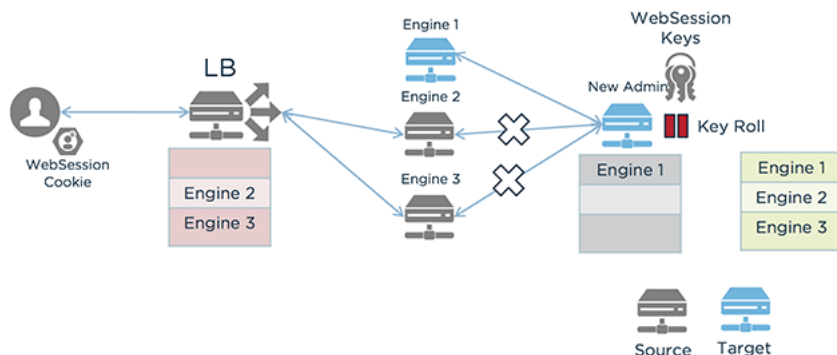 WebSession
Keys
Engine 1
LB
Engine 2
New Admin
Key Roll
WebSession
Cookie
Engine 3
Engine 2
Engine 3
Engine 1
Engine 1
Engine 2
Engine 3
Source
Target